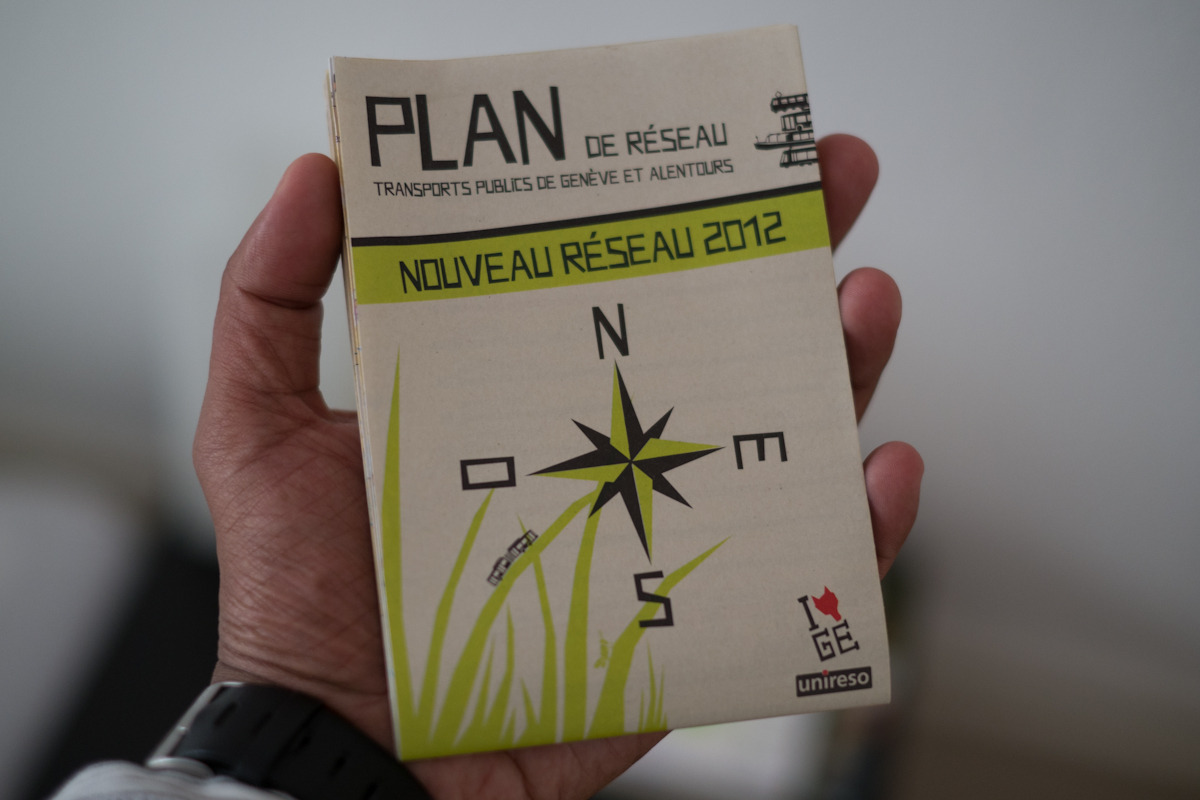 PLAN DE RÉSEAU
TRANSPORTS PUBLICS DE GENÈVE ET ALENTOURS
NOUVEAU RÉSEAU 2012
N
O
E
S
I
GE
unireso